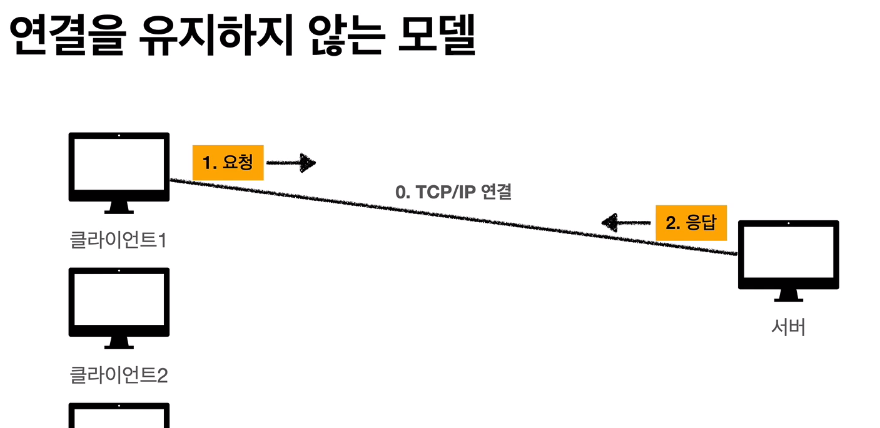 연결을 유지하지 않는 모델
1. 요청
0. TCP/IP 연결
2. 응답
클라이언트1
서버
클라이언트2